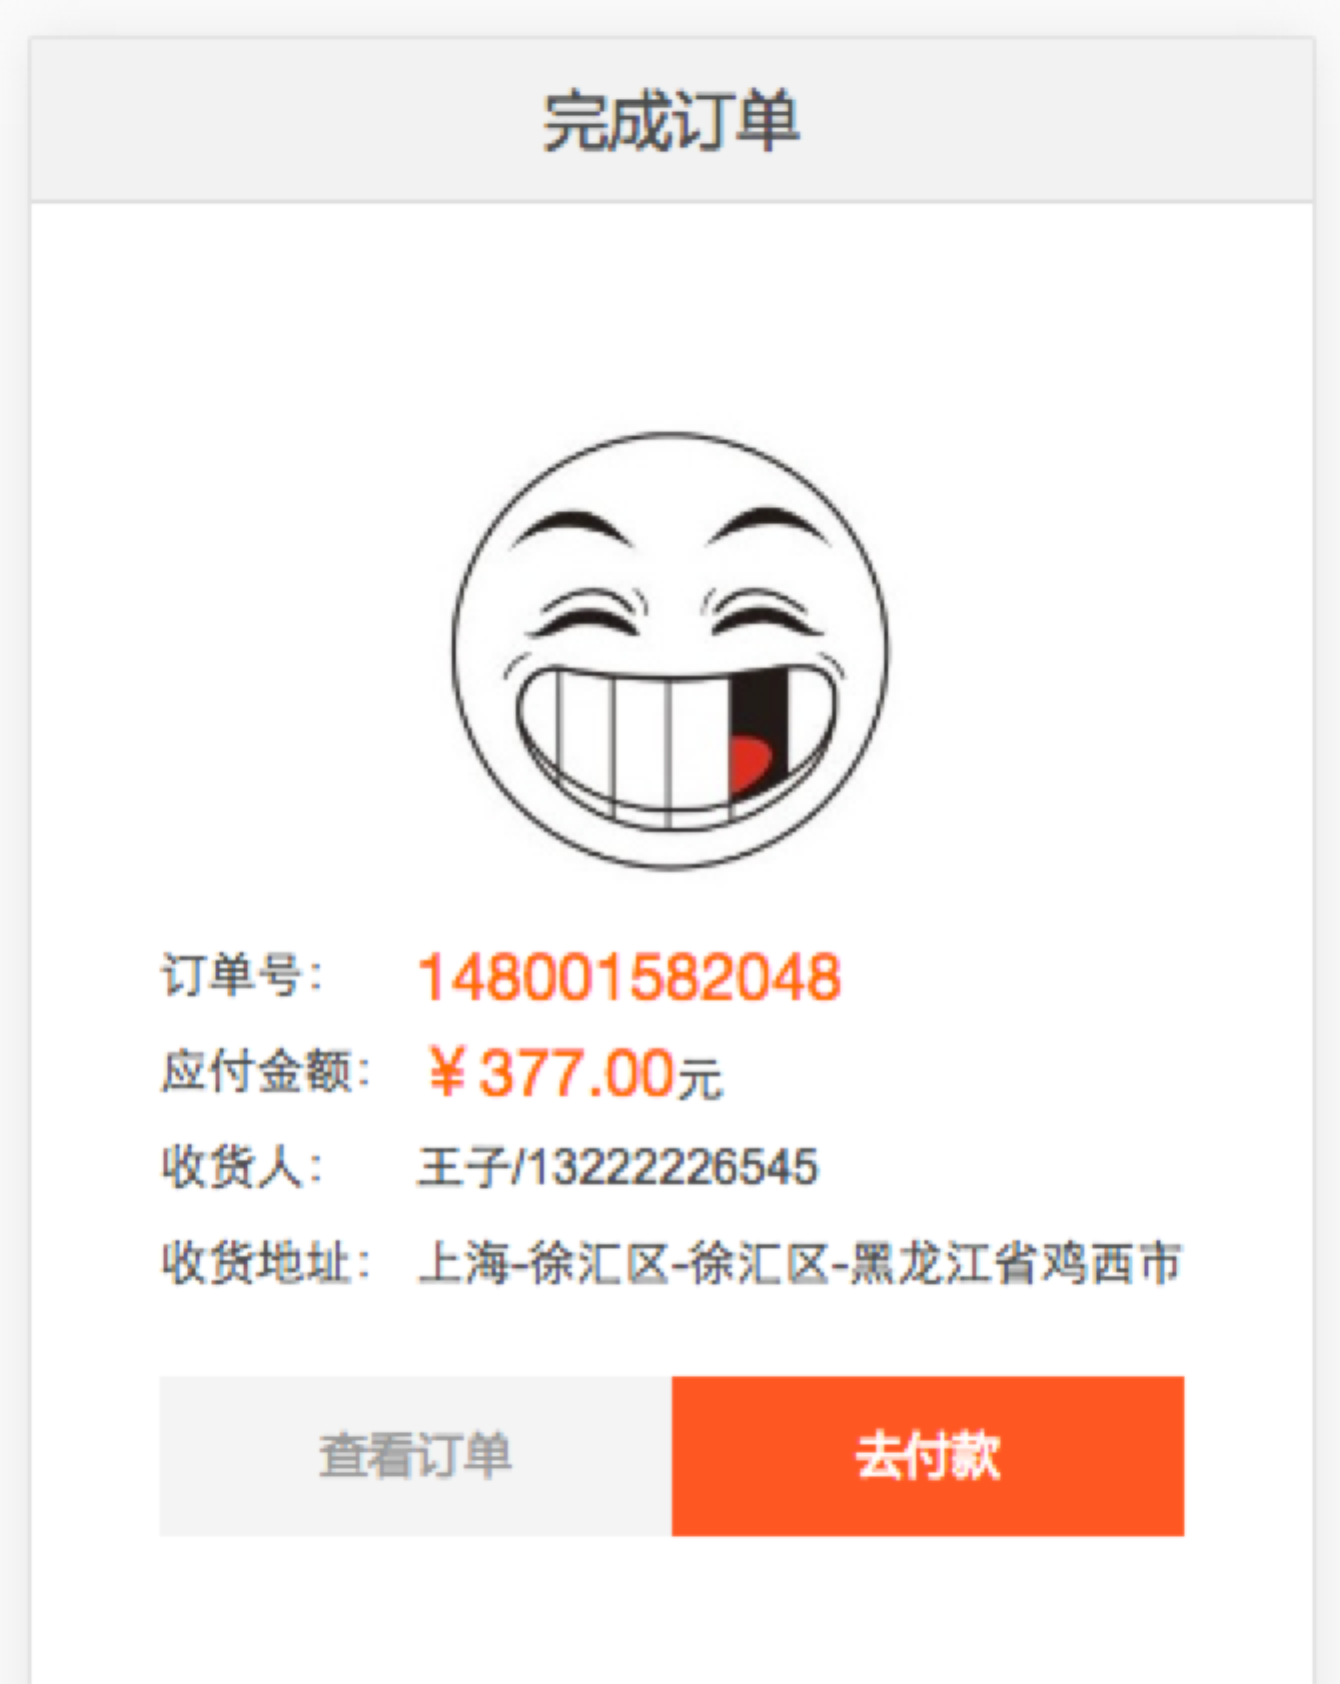 完成订单
订单号： 148001582048
应付金额： ￥377.00元
收货人： 王子/13222226545
收货地址： 上海-徐汇区-徐汇区-黑龙江省鸡西市
查看订单 去付款